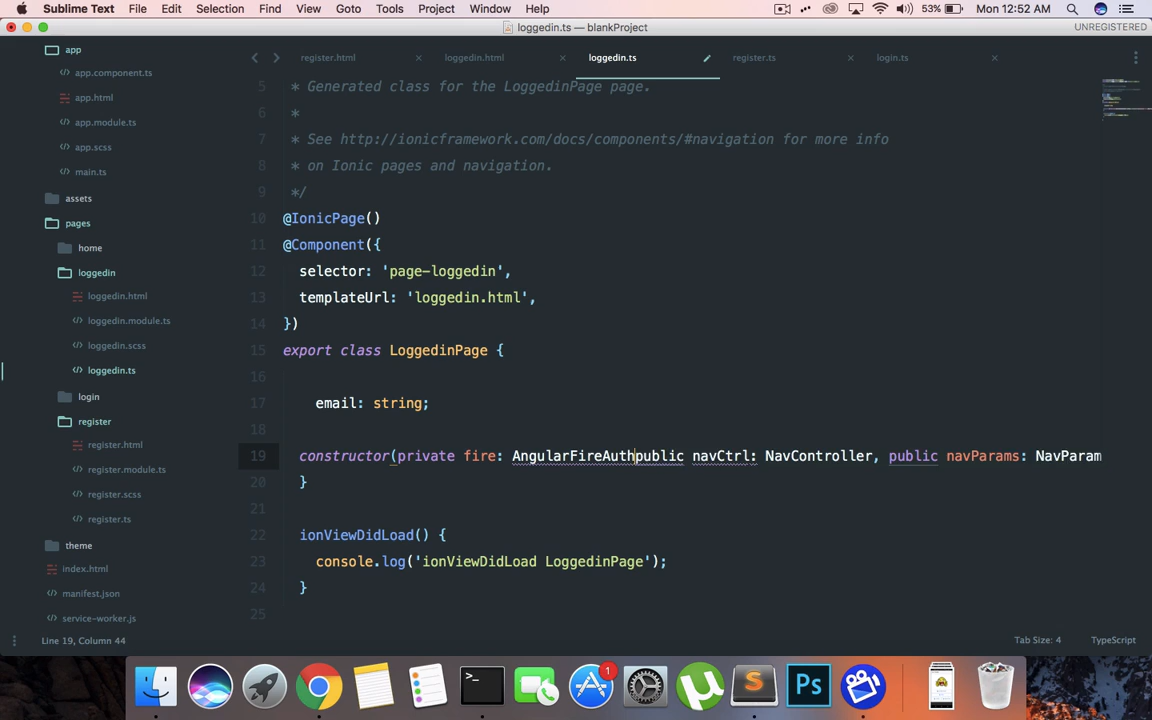 Sublime Text File Edit Selection Find View Goto Tools Project Window Help 53% Mon 12:52 AM
loggedin.ts — blankProject UNREGISTERED
app
app.component.ts
app.html
app.module.ts
app.scss
main.ts
assets
pages
home
loggedin
loggedin.html
loggedin.module.ts
loggedin.scss
loggedin.ts
login
register
register.html
register.module.ts
register.scss
register.ts
theme
index.html
manifest.json
service-worker.js
register.html loggedin.html loggedin.ts register.ts login.ts
5 * Generated class for the LoggedinPage page.
6 *
7 * See http://ionicframework.com/docs/components/#navigation for more info
8 * on Ionic pages and navigation.
9 */
10 @IonicPage()
11 @Component({
12 selector: 'page-loggedin',
13 templateUrl: 'loggedin.html',
14 })
15 export class LoggedinPage {
16
17 email: string;
18
19 constructor(private fire: AngularFireAuthpublic navCtrl: NavController, public navParams: NavParam
20 }
21
22 ionViewDidLoad() {
23 console.log('ionViewDidLoad LoggedinPage');
24 }
25
Line 19, Column 44 Tab Size: 4 TypeScript
>_ 1 S Ps